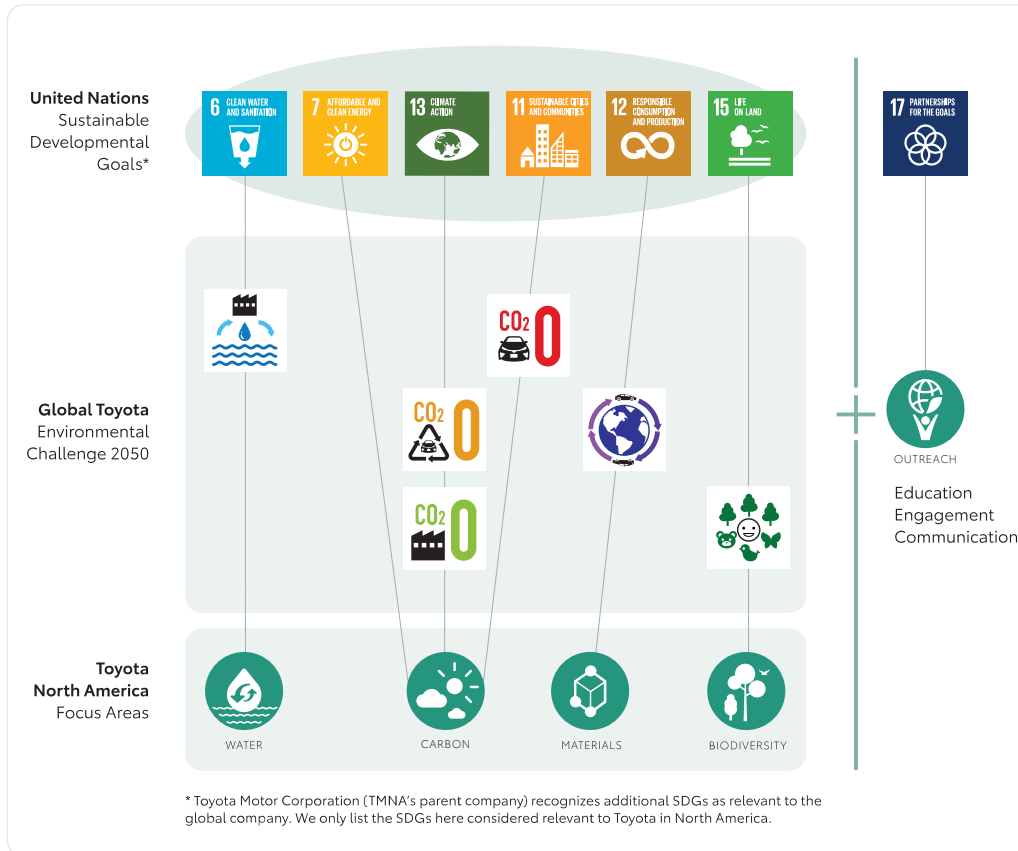 United Nations
Sustainable
Developmental
Goals*
6 CLEAN WATER
AND SANITATION
7 AFFORDABLE AND
CLEAN ENERGY
13 CLIMATE
ACTION
11 SUSTAINABLE CITIES
AND COMMUNITIES
12 RESPONSIBLE
CONSUMPTION
AND PRODUCTION
15 LIFE
ON LAND
17 PARTNERSHIPS
FOR THE GOALS
Global Toyota
Environmental
Challenge 2050
CO₂ 0
CO₂ 0
CO₂ 0
OUTREACH
Education
Engagement
Communication
Toyota
North America
Focus Areas
WATER
CARBON
MATERIALS
BIODIVERSITY
* Toyota Motor Corporation (TMNA’s parent company) recognizes additional SDGs as relevant to the
global company. We only list the SDGs here considered relevant to Toyota in North America.